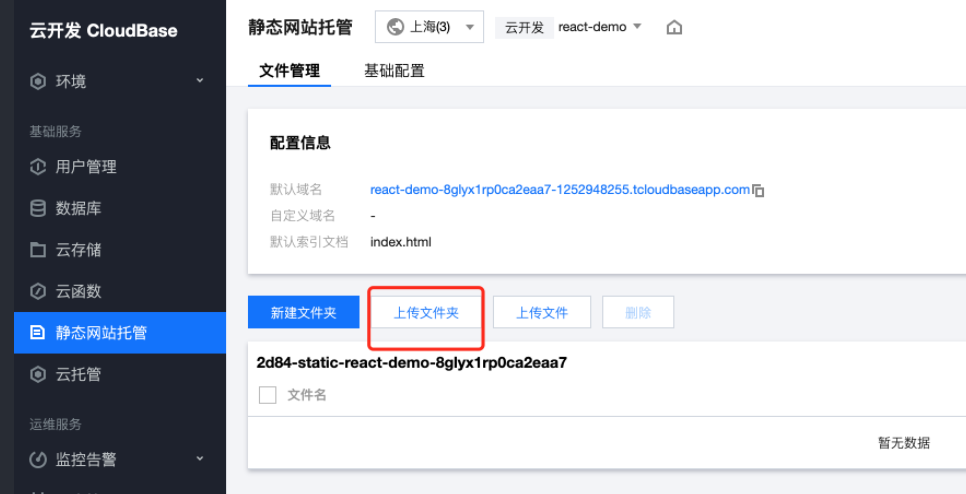 云开发 CloudBase
静态网站托管
上海(3)
云开发
react-demo
文件管理
基础配置
环境
基础服务
用户管理
数据库
云存储
云函数
静态网站托管
云托管
运维服务
监控告警
配置信息
默认域名 react-demo-8glyx1rp0ca2eaa7-1252948255.tcloudbaseapp.com
自定义域名 -
默认索引文档 index.html
新建文件夹
上传文件夹
上传文件
删除
2d84-static-react-demo-8glyx1rp0ca2eaa7
文件名
暂无数据